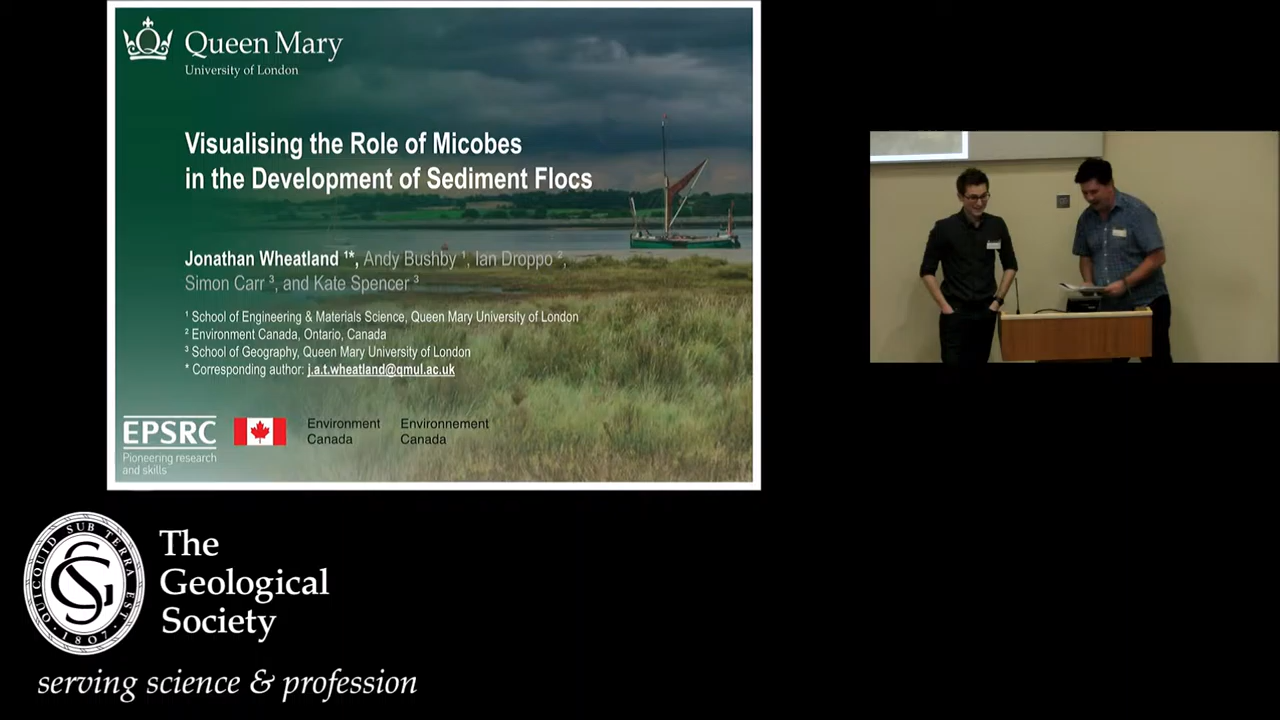 Queen Mary
University of London
Visualising the Role of Micobes
in the Development of Sediment Flocs
Jonathan Wheatland ¹*, Andy Bushby ¹, Ian Droppo ²,
Simon Carr ³, and Kate Spencer ³
¹ School of Engineering & Materials Science, Queen Mary University of London
² Environment Canada, Ontario, Canada
³ School of Geography, Queen Mary University of London
* Corresponding author: j.a.t.wheatland@qmul.ac.uk
EPSRC
Pioneering research
and skills
Environment
Canada
Environnement
Canada
QUICQUID SUB TERRA EST
· 1807 ·
GS
The
Geological
Society
serving science & profession